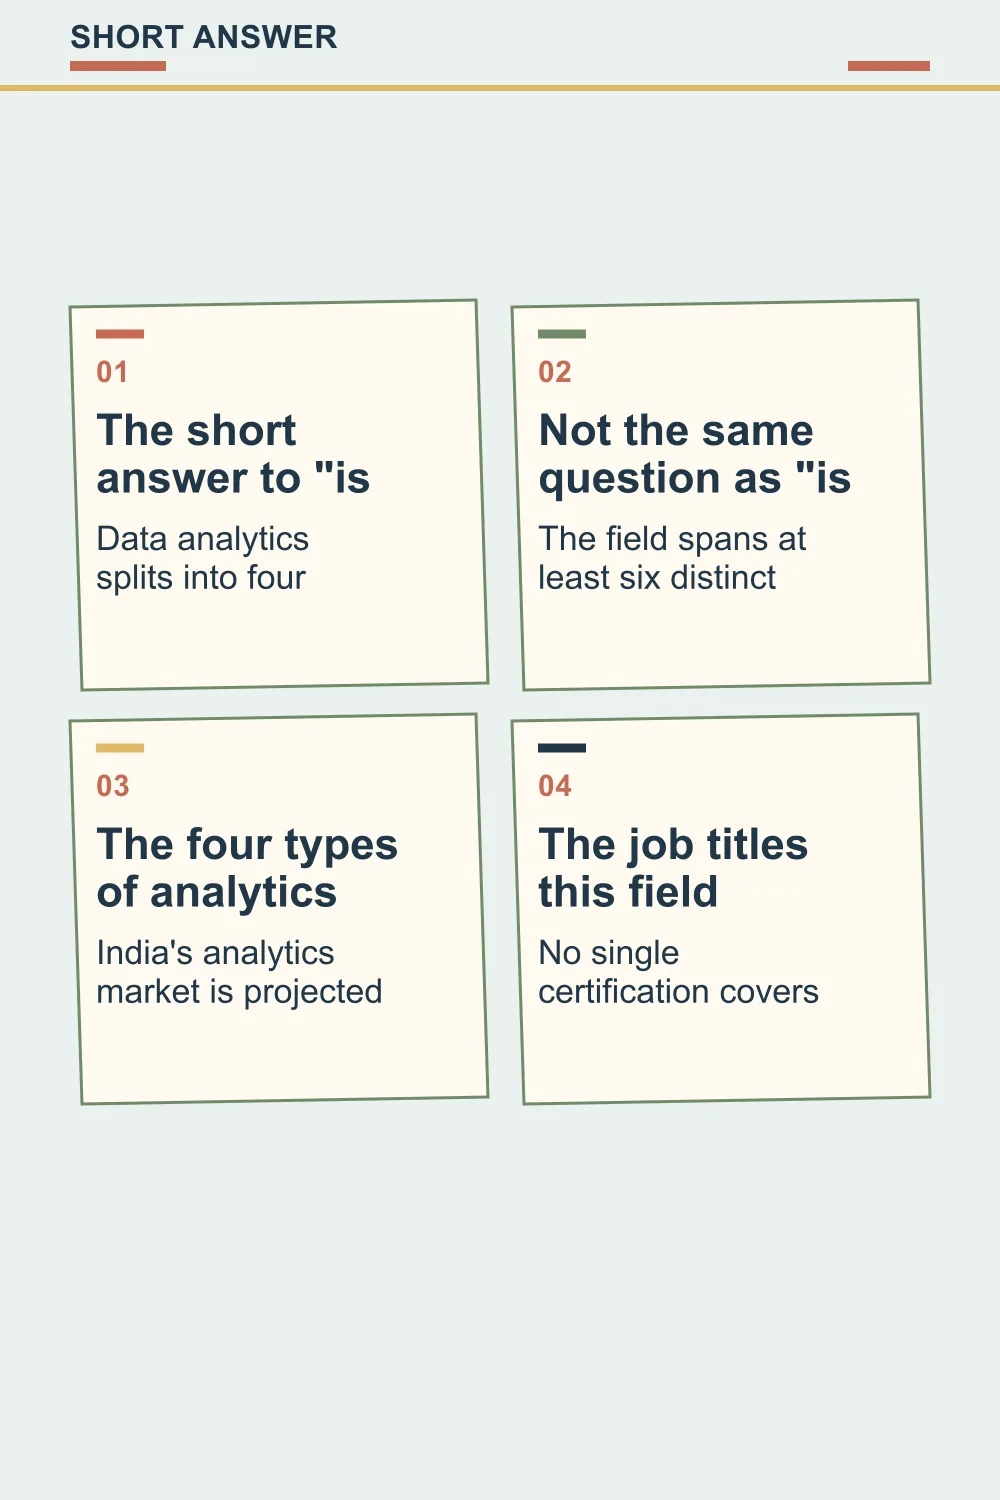 SHORT ANSWER
01
The short
answer to "is
Data analytics
splits into four
02
Not the same
question as "is
The field spans at
least six distinct
03
The four types
of analytics
India's analytics
market is projected
04
The job titles
this field
No single
certification covers